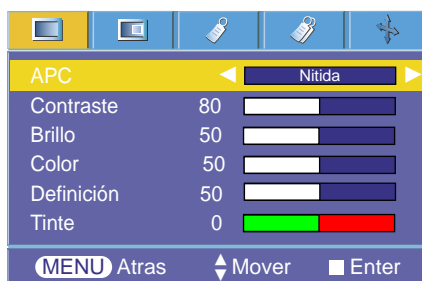 APC Nitida
Contraste 80
Brillo 50
Color 50
Definición 50
Tinte 0
MENU Atras Mover Enter